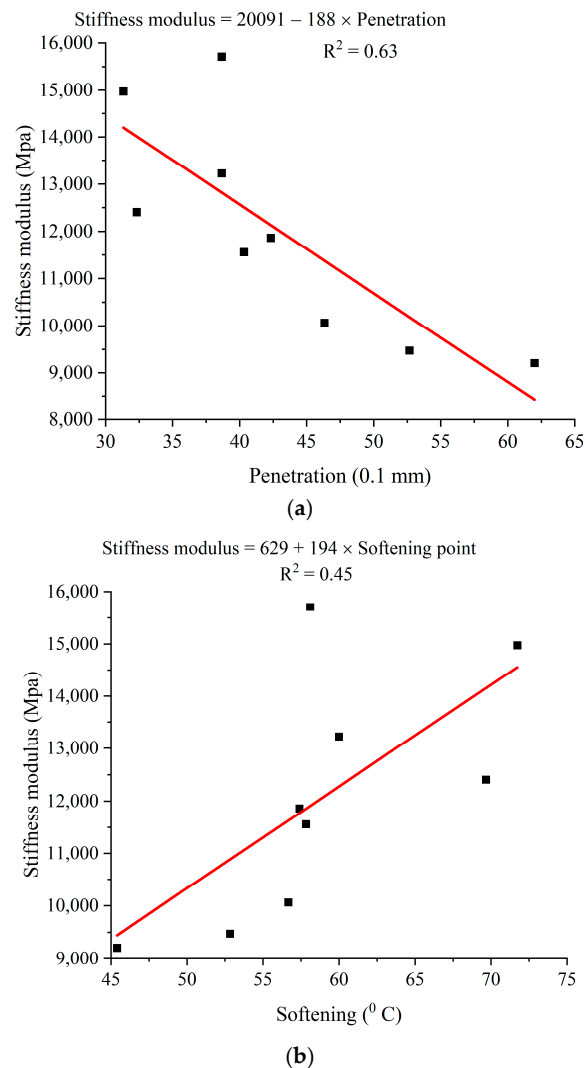 Stiffness modulus = 20091 – 188 × Penetration
R² = 0.63
16,000
15,000
14,000
13,000
12,000
11,000
10,000
9,000
8,000
Stiffness modulus (Mpa)
30 35 40 45 50 55 60 65
Penetration (0.1 mm)
(a)
Stiffness modulus = 629 + 194 × Softening point
R² = 0.45
16,000
15,000
14,000
13,000
12,000
11,000
10,000
9,000
Stiffness modulus (Mpa)
45 50 55 60 65 70 75
Softening (⁰ C)
(b)